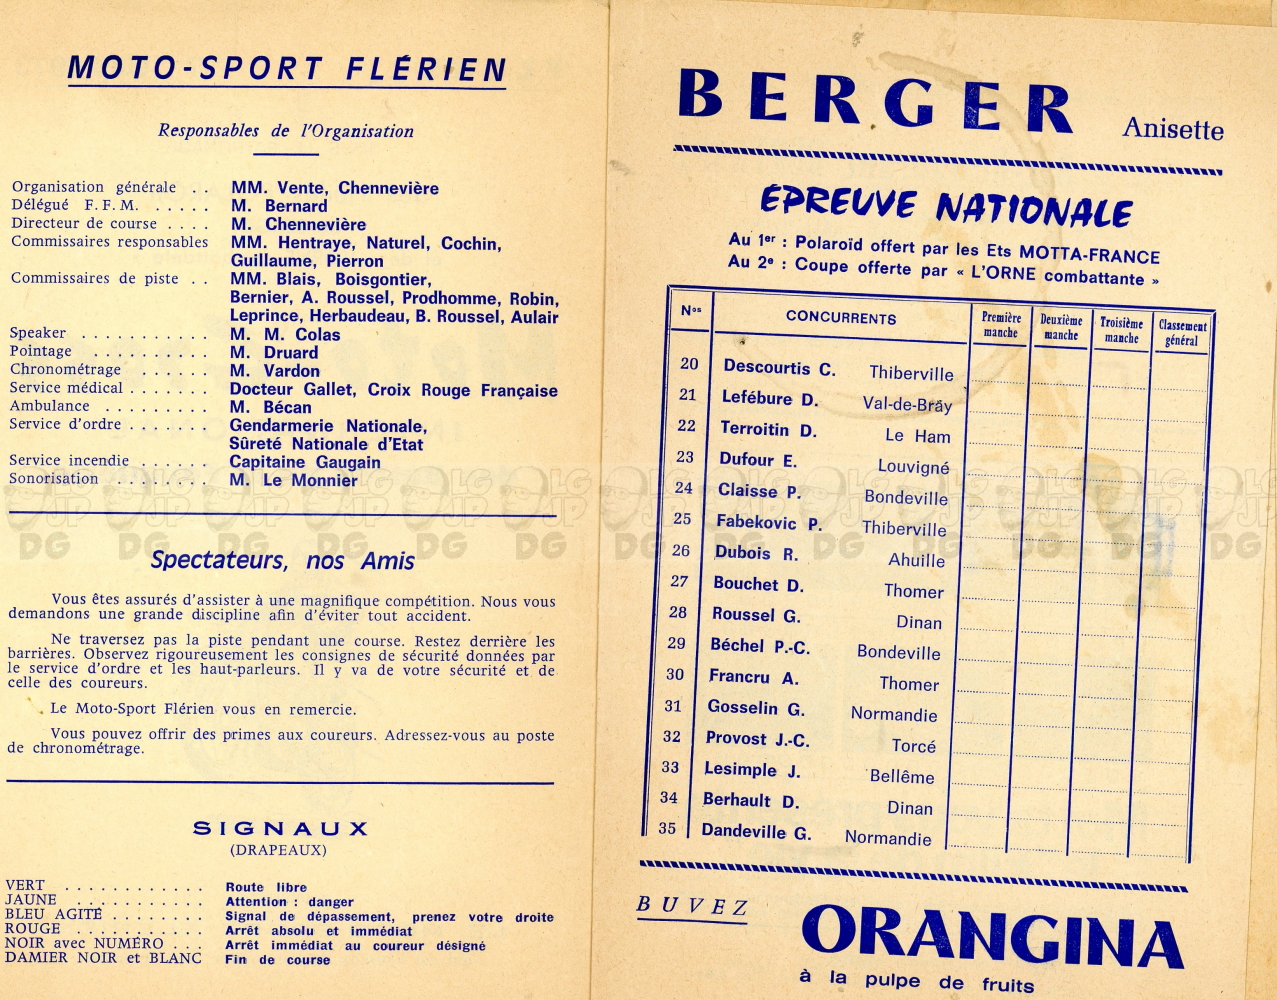 MOTO-SPORT FLÉRIEN
Responsables de l'Organisation
Organisation générale . . MM. Vente, Chennevière
Délégué F. F. M. . . . . . M. Bernard
Directeur de course . . . . M. Chennevière
Commissaires responsables MM. Hentraye, Naturel, Cochin,
Guillaume, Pierron
Commissaires de piste . . MM. Blais, Boisgontier,
Bernier, A. Roussel, Prodhomme, Robin,
Leprince, Herbaudeau, B. Roussel, Aulair
Speaker . . . . . . . . . . . M. M. Colas
Pointage . . . . . . . . . . M. Druard
Chronométrage . . . . . . M. Vardon
Service médical . . . . . . . Docteur Gallet, Croix Rouge Française
Ambulance . . . . . . . . . M. Bécan
Service d'ordre . . . . . . . Gendarmerie Nationale,
Sûreté Nationale d'Etat
Service incendie . . . . . . Capitaine Gaugain
Sonorisation . . . . . . . . M. Le Monnier
Spectateurs, nos Amis
Vous êtes assurés d'assister à une magnifique compétition. Nous vous
demandons une grande discipline afin d'éviter tout accident.
Ne traversez pas la piste pendant une course. Restez derrière les
barrières. Observez rigoureusement les consignes de sécurité données par
le service d'ordre et les haut-parleurs. Il y va de votre sécurité et de
celle des coureurs.
Le Moto-Sport Flérien vous en remercie.
Vous pouvez offrir des primes aux coureurs. Adressez-vous au poste
de chronométrage.
SIGNAUX
(DRAPEAUX)
VERT . . . . . . . . . . . . Route libre
JAUNE . . . . . . . . . . . Attention : danger
BLEU AGITÉ . . . . . . . . Signal de dépassement, prenez votre droite
ROUGE . . . . . . . . . . . Arrêt absolu et immédiat
NOIR avec NUMÉRO . . . Arrêt immédiat au coureur désigné
DAMIER NOIR et BLANC Fin de course
BERGER Anisette
ÉPREUVE NATIONALE
Au 1er : Polaroïd offert par les Ets MOTTA-FRANCE
Au 2e : Coupe offerte par « L'ORNE combattante »
Nos CONCURRENTS Première manche Deuxième manche Troisième manche Classement général
20 Descourtis C. Thiberville
21 Lefébure D. Val-de-Bray
22 Terroitin D. Le Ham
23 Dufour E. Louvigné
24 Claisse P. Bondeville
25 Fabekovic P. Thiberville
26 Dubois R. Ahuille
27 Bouchet D. Thomer
28 Roussel G. Dinan
29 Béchel P.-C. Bondeville
30 Francru A. Thomer
31 Gosselin G. Normandie
32 Provost J.-C. Torcé
33 Lesimple J. Bellême
34 Berhault D. Dinan
35 Dandeville G. Normandie
BUVEZ ORANGINA
à la pulpe de fruits